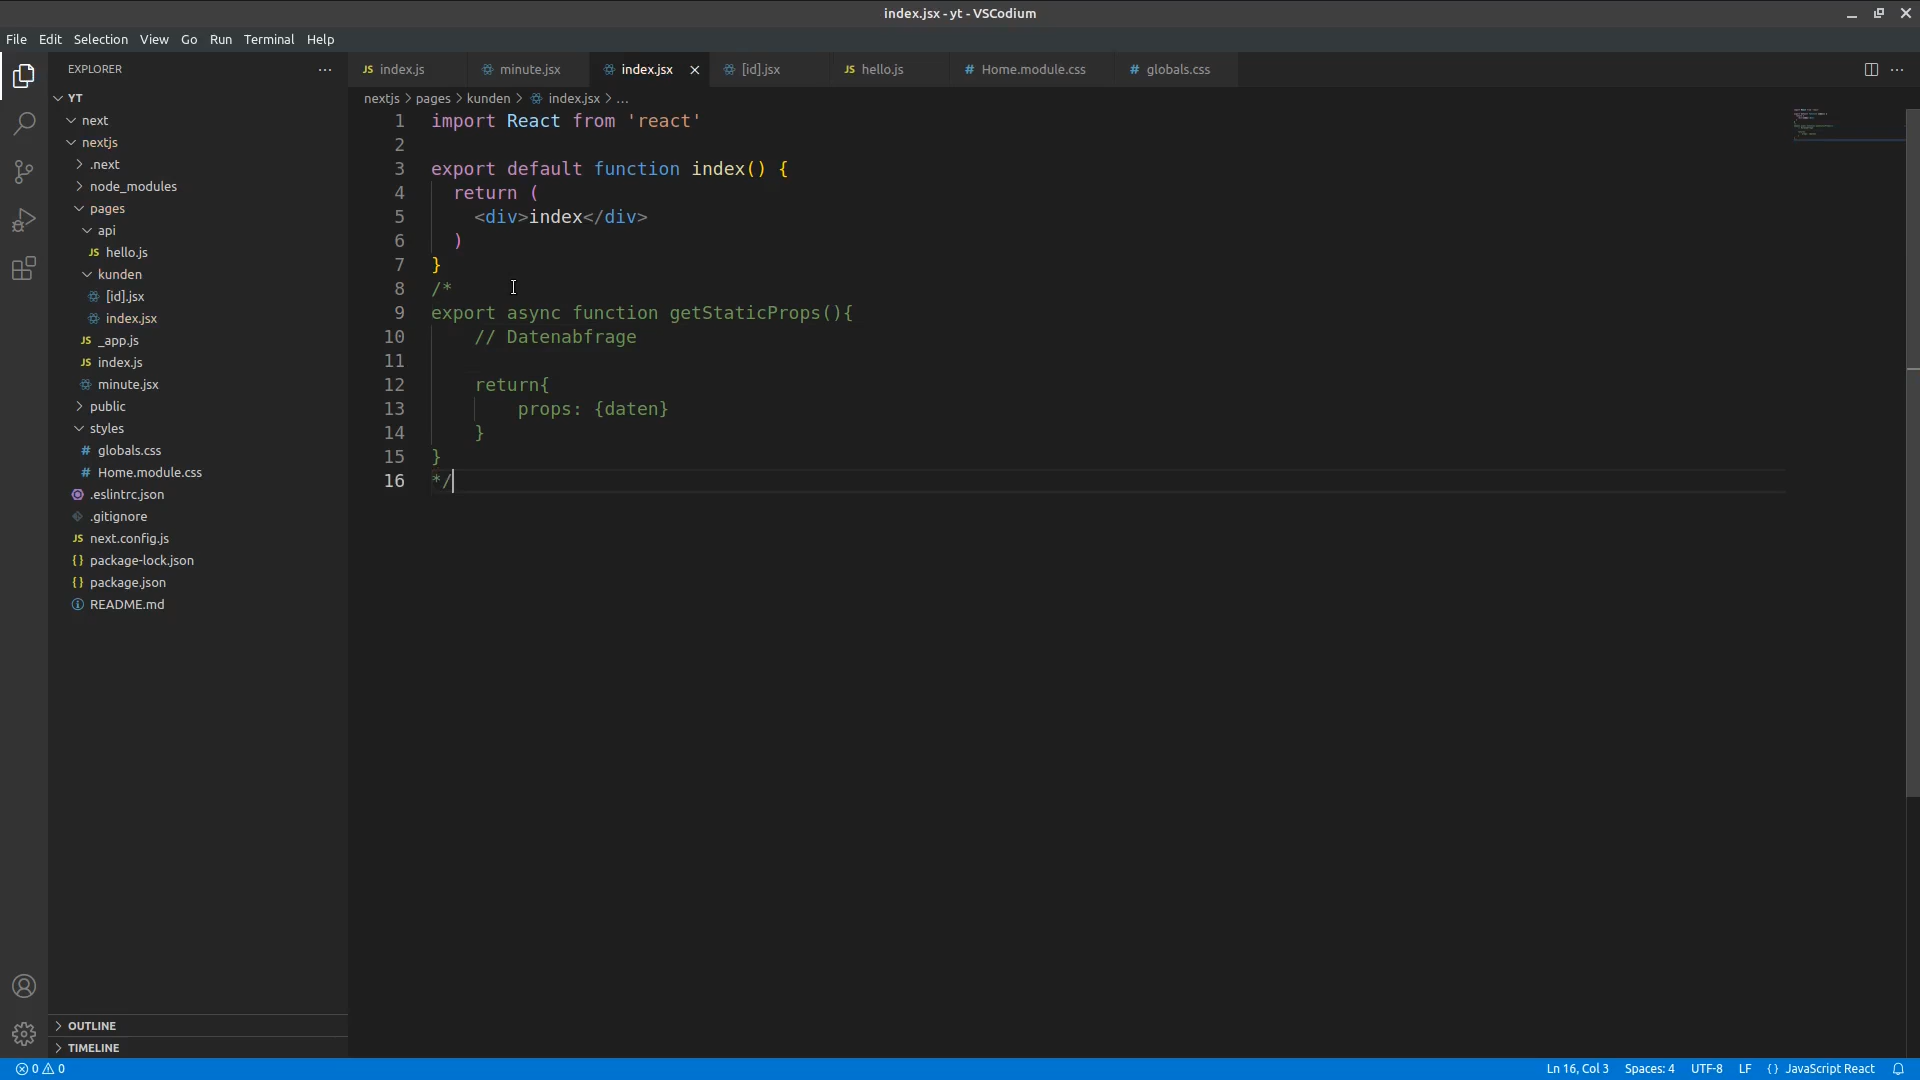 index.jsx - yt - VSCodium
File Edit Selection View Go Run Terminal Help
EXPLORER ...
YT
next
nextjs
.next
node_modules
pages
api
JS hello.js
kunden
[id].jsx
index.jsx
JS _app.js
JS index.js
minute.jsx
public
styles
# globals.css
# Home.module.css
.eslintrc.json
.gitignore
JS next.config.js
{} package-lock.json
{} package.json
README.md
OUTLINE
TIMELINE
JS index.js minute.jsx index.jsx [id].jsx JS hello.js # Home.module.css # globals.css ...
nextjs > pages > kunden > index.jsx > ...
1 import React from 'react'
2
3 export default function index() {
4 return (
5 <div>index</div>
6 )
7 }
8 /*
9 export async function getStaticProps(){
10 // Datenabfrage
11
12 return{
13 props: {daten}
14 }
15 }
16 */
0 0 Ln 16, Col 3 Spaces: 4 UTF-8 LF {} JavaScript React